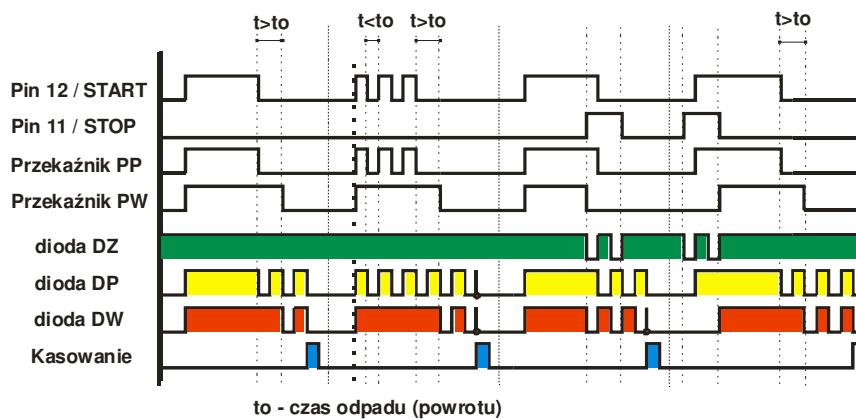 t>to
t<to
t>to
t>to
Pin 12 / START
Pin 11 / STOP
Przekaźnik PP
Przekaźnik PW
dioda DZ
dioda DP
dioda DW
Kasowanie
to - czas odpadu (powrotu)